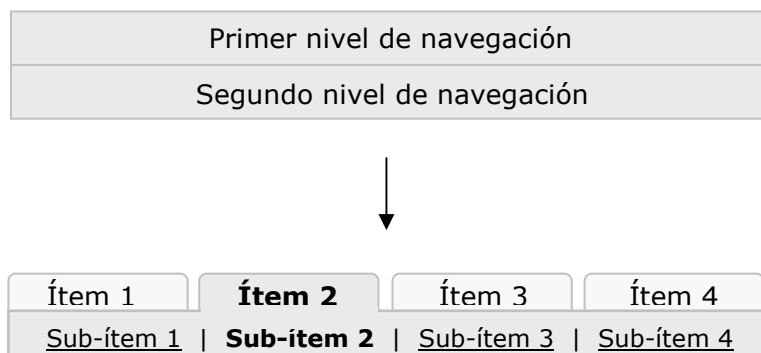 Primer nivel de navegación
Segundo nivel de navegación
Ítem 1 Ítem 2 Ítem 3 Ítem 4
Sub-ítem 1 | Sub-ítem 2 | Sub-ítem 3 | Sub-ítem 4